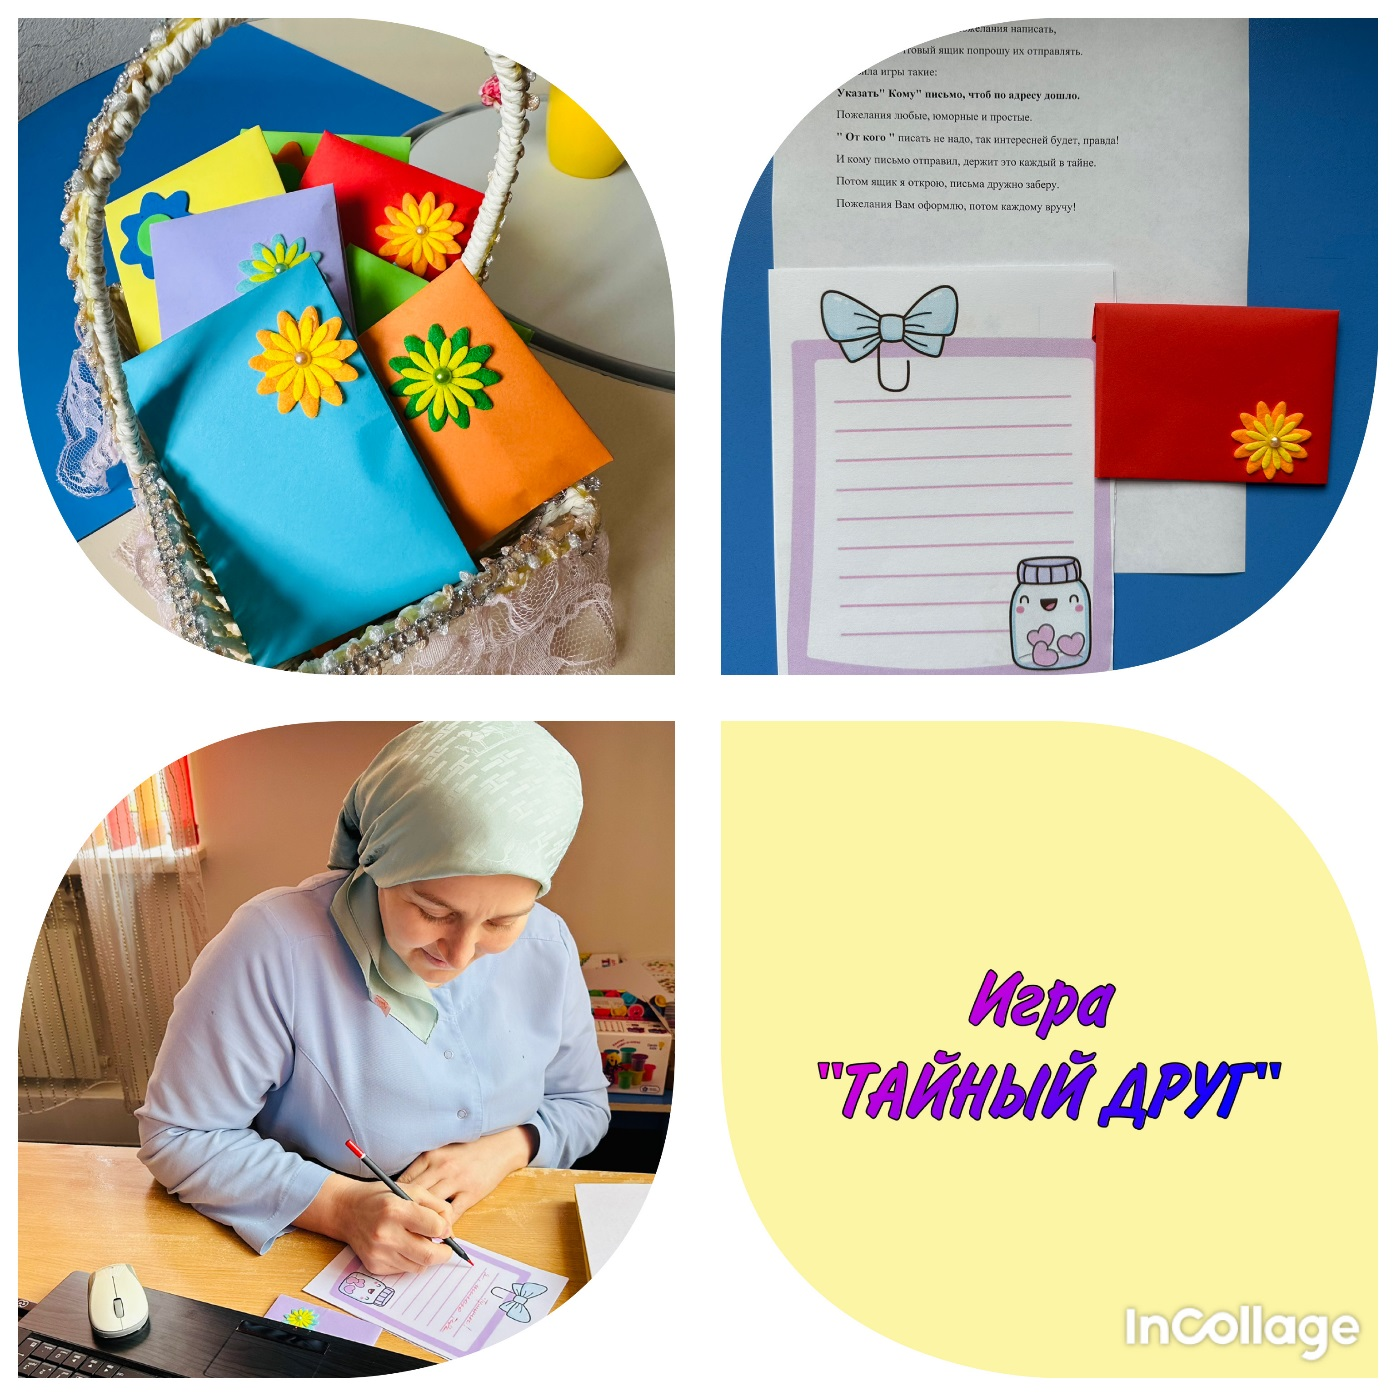 желания написать,
ящик попрошу их отправлять.
игры такие:
Указать" Кому" письмо, чтоб по адресу дошло.
Пожелания любые, юморные и простые.
" От кого " писать не надо, так интересней будет, правда!
И кому письмо отправил, держит это каждый в тайне.
Потом ящик я открою, письма дружно заберу.
Пожелания Вам оформлю, потом каждому вручу!
Игра
"ТАЙНЫЙ ДРУГ"
InCollage